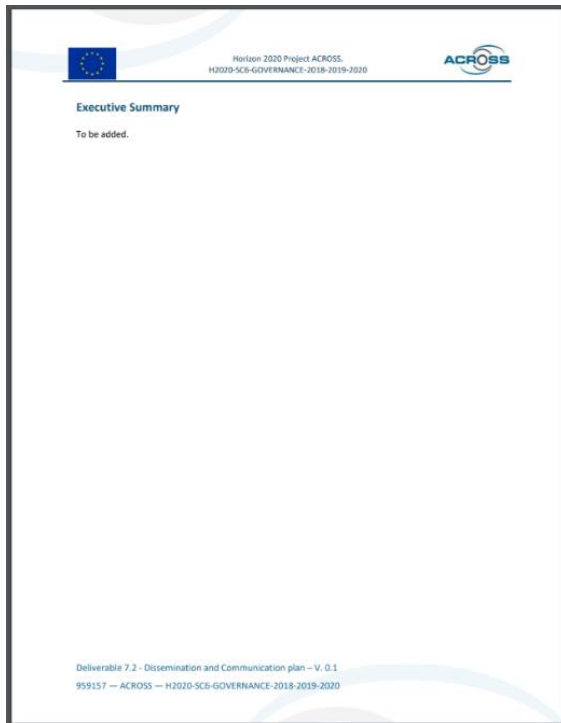 Horizon 2020 Project ACROSS.
H2020-SC6-GOVERNANCE-2018-2019-2020
ACROSS
Executive Summary
To be added.
Deliverable 7.2 - Dissemination and Communication plan – V. 0.1
959157 — ACROSS — H2020-SC6-GOVERNANCE-2018-2019-2020